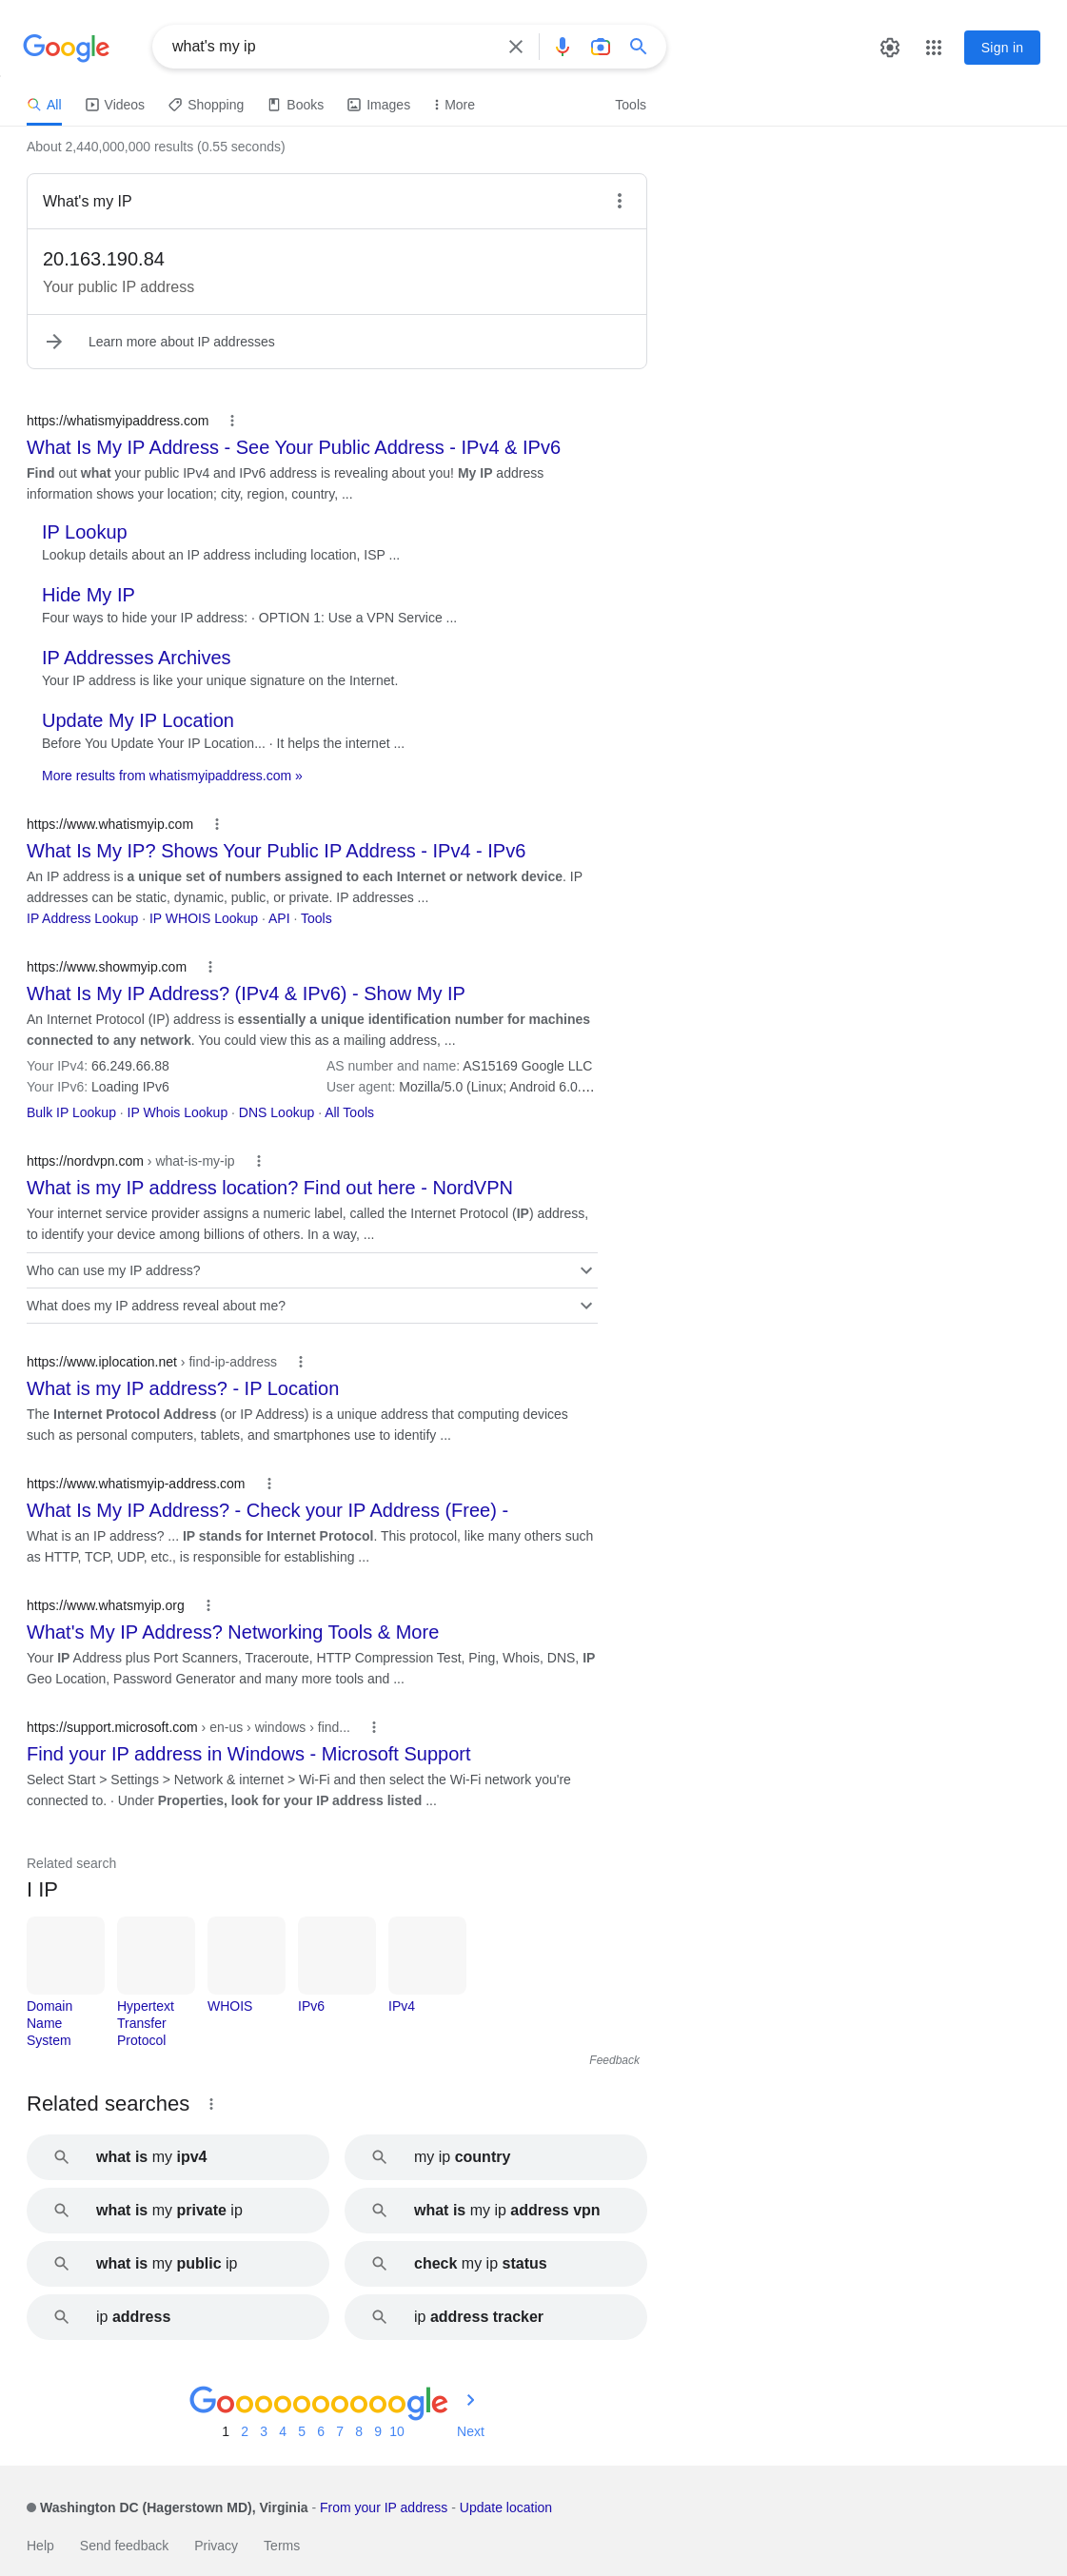 Google
what's my ip
Sign in
All
Videos
Shopping
Books
Images
More
Tools
About 2,440,000,000 results (0.55 seconds)
What's my IP
20.163.190.84
Your public IP address
Learn more about IP addresses
https://whatismyipaddress.com
What Is My IP Address - See Your Public Address - IPv4 & IPv6
Find out what your public IPv4 and IPv6 address is revealing about you! My IP address
information shows your location; city, region, country, ...
IP Lookup
Lookup details about an IP address including location, ISP ...
Hide My IP
Four ways to hide your IP address: · OPTION 1: Use a VPN Service ...
IP Addresses Archives
Your IP address is like your unique signature on the Internet.
Update My IP Location
Before You Update Your IP Location... · It helps the internet ...
More results from whatismyipaddress.com »
https://www.whatismyip.com
What Is My IP? Shows Your Public IP Address - IPv4 - IPv6
An IP address is a unique set of numbers assigned to each Internet or network device. IP
addresses can be static, dynamic, public, or private. IP addresses ...
IP Address Lookup · IP WHOIS Lookup · API · Tools
https://www.showmyip.com
What Is My IP Address? (IPv4 & IPv6) - Show My IP
An Internet Protocol (IP) address is essentially a unique identification number for machines
connected to any network. You could view this as a mailing address, ...
Your IPv4: 66.249.66.88
AS number and name: AS15169 Google LLC
Your IPv6: Loading IPv6
User agent: Mozilla/5.0 (Linux; Android 6.0....
Bulk IP Lookup · IP Whois Lookup · DNS Lookup · All Tools
https://nordvpn.com › what-is-my-ip
What is my IP address location? Find out here - NordVPN
Your internet service provider assigns a numeric label, called the Internet Protocol (IP) address,
to identify your device among billions of others. In a way, ...
Who can use my IP address?
What does my IP address reveal about me?
https://www.iplocation.net › find-ip-address
What is my IP address? - IP Location
The Internet Protocol Address (or IP Address) is a unique address that computing devices
such as personal computers, tablets, and smartphones use to identify ...
https://www.whatismyip-address.com
What Is My IP Address? - Check your IP Address (Free) -
What is an IP address? ... IP stands for Internet Protocol. This protocol, like many others such
as HTTP, TCP, UDP, etc., is responsible for establishing ...
https://www.whatsmyip.org
What's My IP Address? Networking Tools & More
Your IP Address plus Port Scanners, Traceroute, HTTP Compression Test, Ping, Whois, DNS, IP
Geo Location, Password Generator and many more tools and ...
https://support.microsoft.com › en-us › windows › find...
Find your IP address in Windows - Microsoft Support
Select Start > Settings > Network & internet > Wi-Fi and then select the Wi-Fi network you're
connected to. · Under Properties, look for your IP address listed ...
Related search
I IP
Domain
Name
System
Hypertext
Transfer
Protocol
WHOIS
IPv6
IPv4
Feedback
Related searches
what is my ipv4
my ip country
what is my private ip
what is my ip address vpn
what is my public ip
check my ip status
ip address
ip address tracker
Goooooooooogle
1 2 3 4 5 6 7 8 9 10 Next
Washington DC (Hagerstown MD), Virginia - From your IP address - Update location
Help
Send feedback
Privacy
Terms